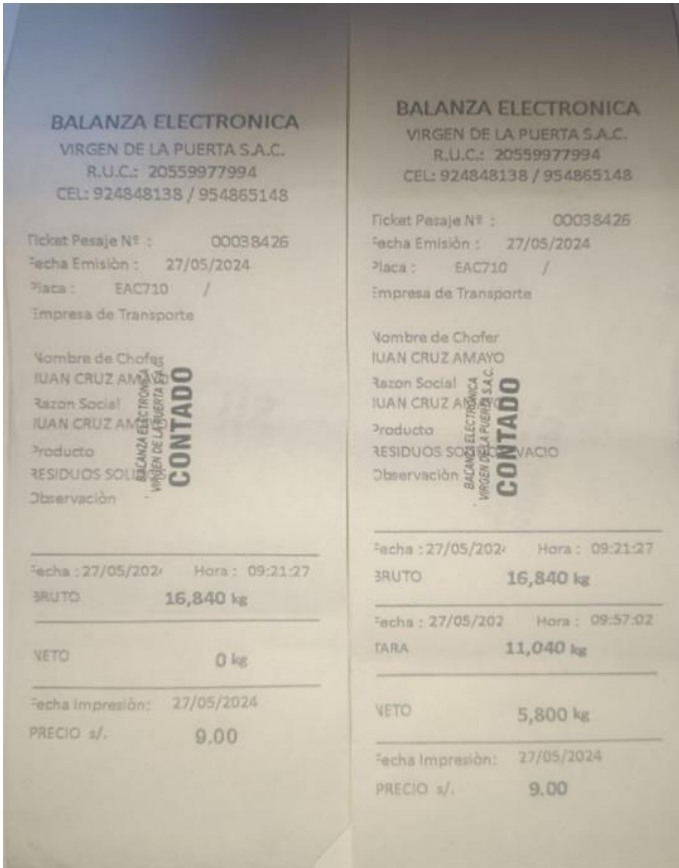 BALANZA ELECTRONICA
VIRGEN DE LA PUERTA S.A.C.
R.U.C.: 20559977994
CEL: 924848138 / 954865148
Ticket Pesaje Nº : 00038426
Fecha Emisiòn : 27/05/2024
Placa : EAC710 /
Empresa de Transporte
Nombre de Chofer
JUAN CRUZ AMAYO
Razon Social
JUAN CRUZ
Producto
RESIDUOS
Observaciòn
BALANZA ELECTRONICA
VIRGEN DE LA PUERTA S.A.C.
CONTADO
Fecha : 27/05/202 Hora : 09:21:27
BRUTO 16,840 kg
NETO 0 kg
Fecha Impresiòn: 27/05/2024
PRECIO s/. 9.00
BALANZA ELECTRONICA
VIRGEN DE LA PUERTA S.A.C.
R.U.C.: 20559977994
CEL: 924848138 / 954865148
Ticket Pesaje Nº : 00038426
Fecha Emisiòn : 27/05/2024
Placa : EAC710 /
Empresa de Transporte
Nombre de Chofer
JUAN CRUZ AMAYO
Razon Social
JUAN CRUZ
Producto
RESIDUOS VACIO
Observaciòn
BALANZA ELECTRONICA
VIRGEN DE LA PUERTA S.A.C.
CONTADO
Fecha : 27/05/202 Hora : 09:21:27
BRUTO 16,840 kg
Fecha : 27/05/202 Hora : 09:57:02
TARA 11,040 kg
NETO 5,800 kg
Fecha Impresiòn: 27/05/2024
PRECIO s/. 9.00